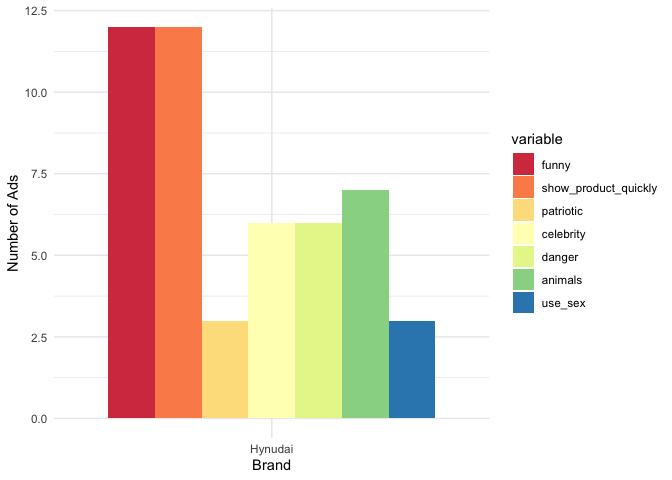 12.5
10.0
7.5
5.0
2.5
0.0
Number of Ads
Hynudai
Brand
variable
funny
show_product_quickly
patriotic
celebrity
danger
animals
use_sex